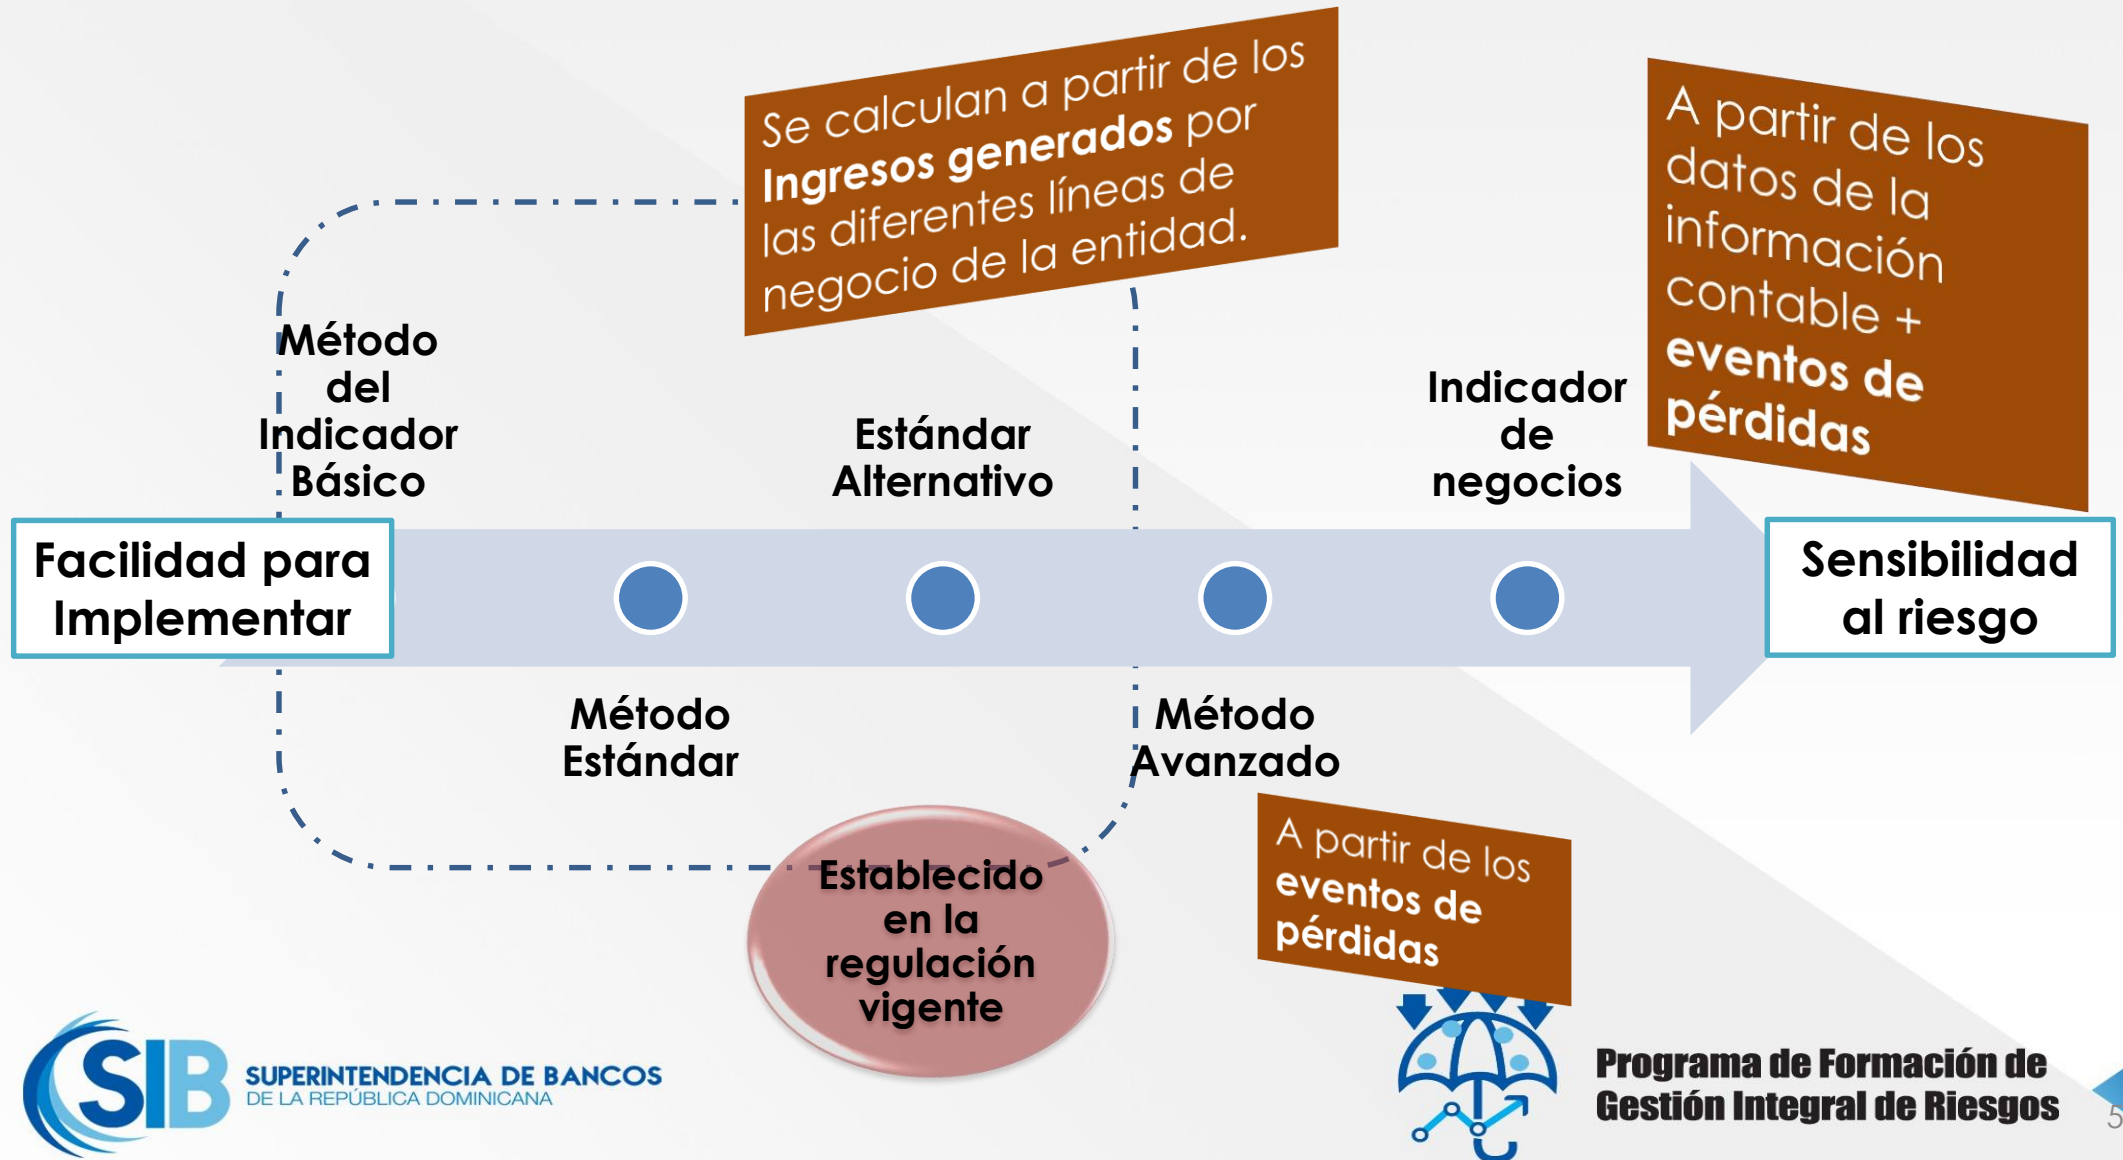 Se calculan a partir de los
Ingresos generados por
las diferentes líneas de
negocio de la entidad.
A partir de los
datos de la
información
contable +
eventos de
pérdidas
Método
del
Indicador
Básico
Estándar
Alternativo
Indicador
de
negocios
Facilidad para
Implementar
Sensibilidad
al riesgo
Método
Estándar
Método
Avanzado
A partir de los
eventos de
pérdidas
Establecido
en la
regulación
vigente
SIB
SUPERINTENDENCIA DE BANCOS
DE LA REPÚBLICA DOMINICANA
Programa de Formación de
Gestión Integral de Riesgos
5